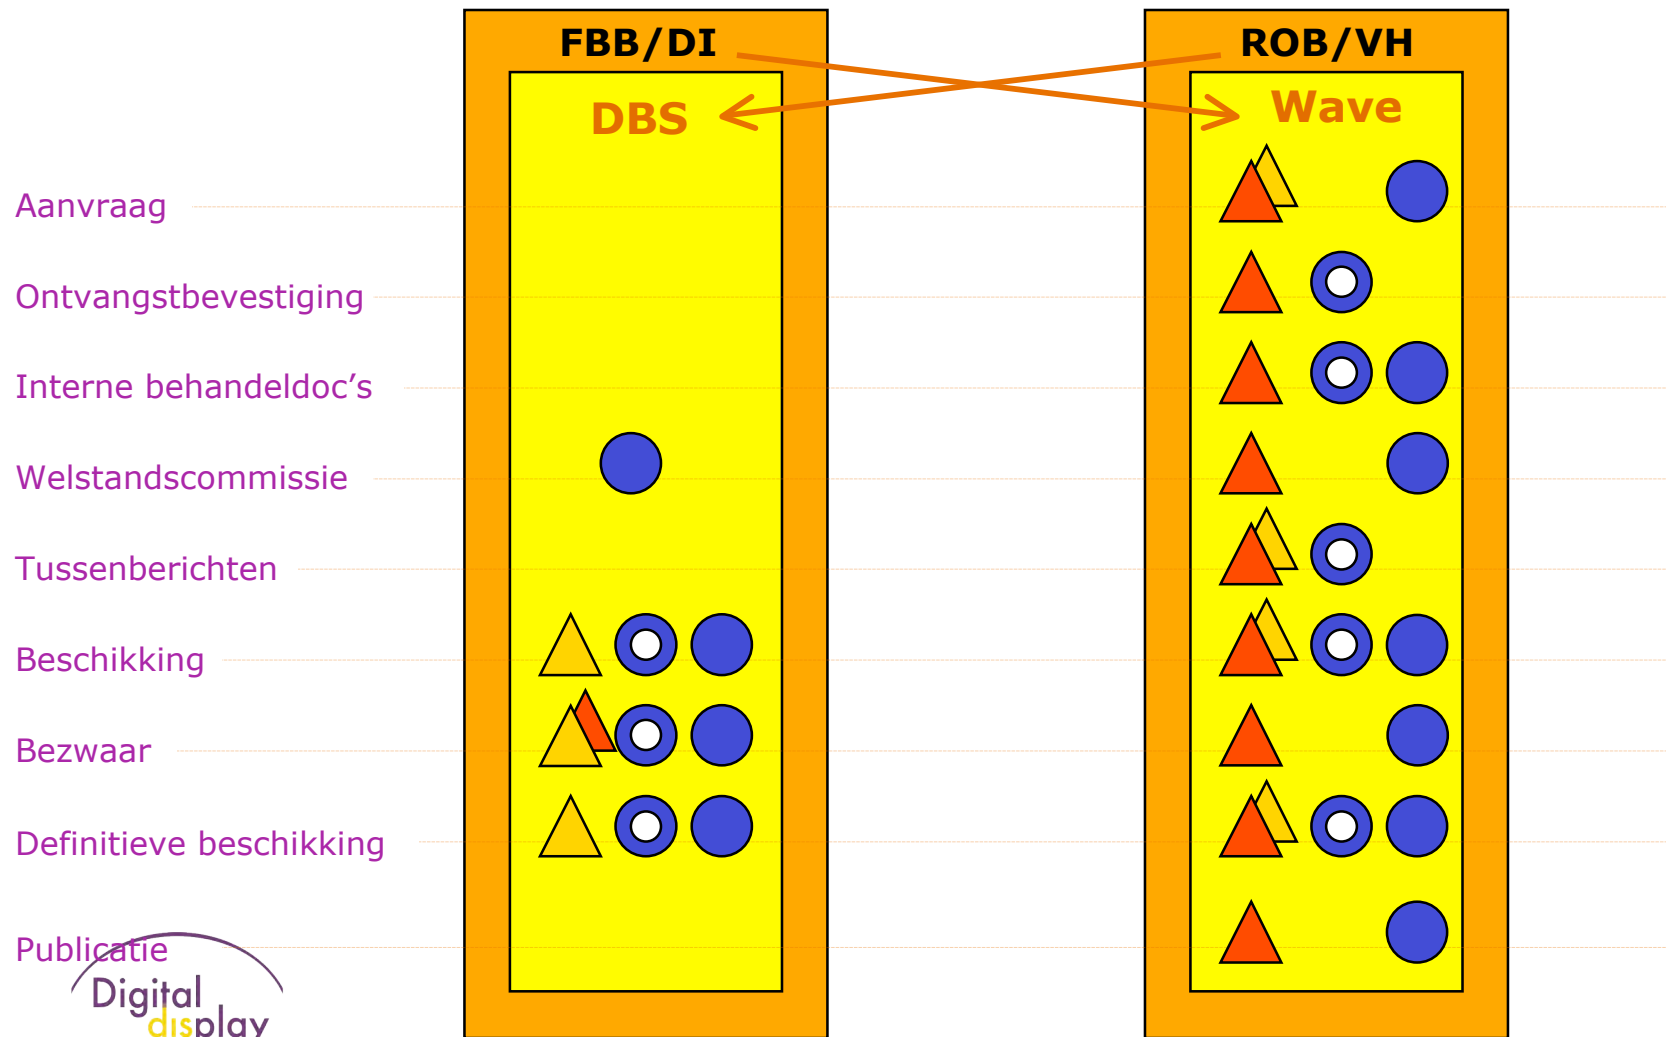 FBB/DI
ROB/VH
DBS
Wave
Aanvraag
Ontvangstbevestiging
Interne behandeldoc’s
Welstandscommissie
Tussenberichten
Beschikking
Bezwaar
Definitieve beschikking
Publicatie
Digital
display